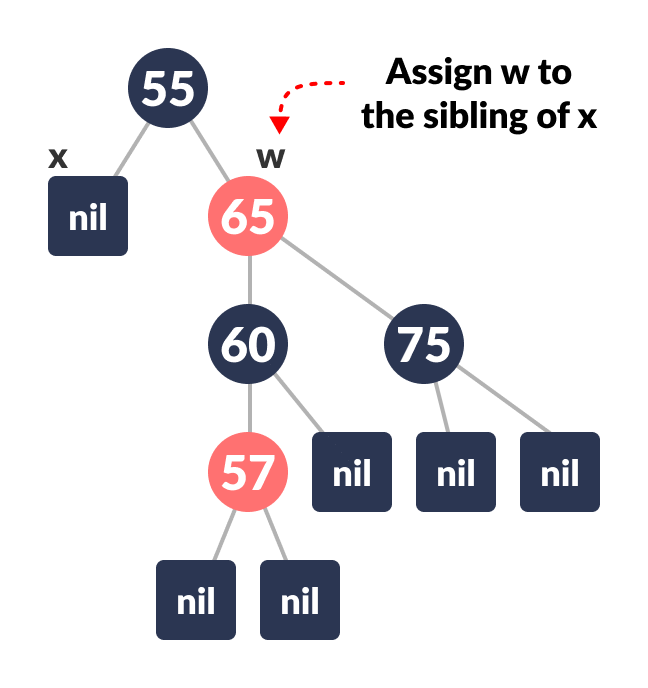 55
Assign w to
the sibling of x
x
w
nil
65
60
75
57
nil
nil
nil
nil
nil